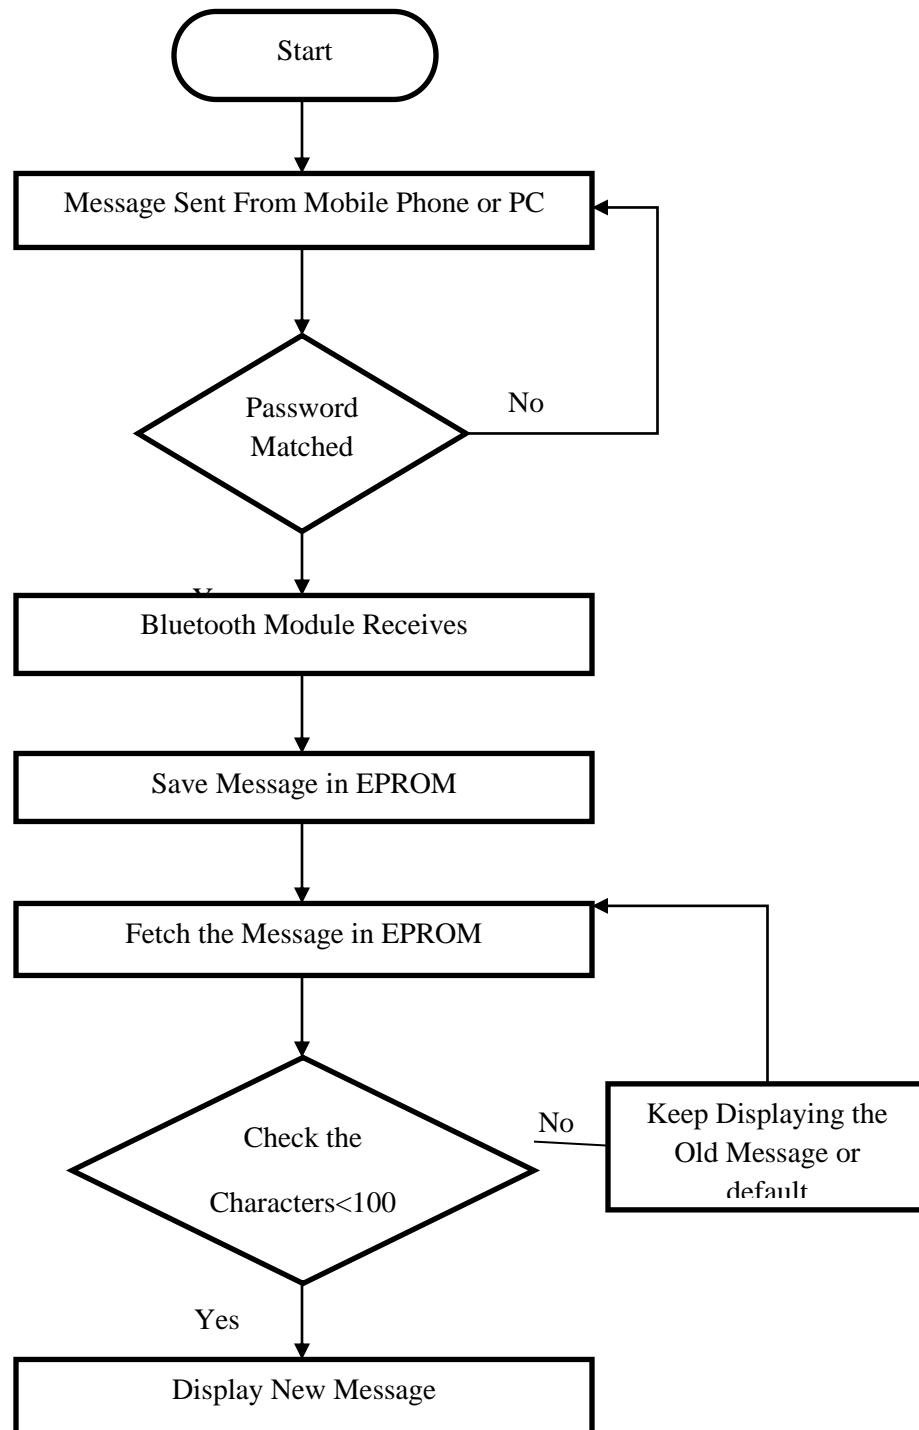 Start
Message Sent From Mobile Phone or PC
No
Password
Matched
Bluetooth Module Receives
Save Message in EPROM
Fetch the Message in EPROM
No
Check the
Characters<100
Keep Displaying the
Old Message or
default
Yes
Display New Message